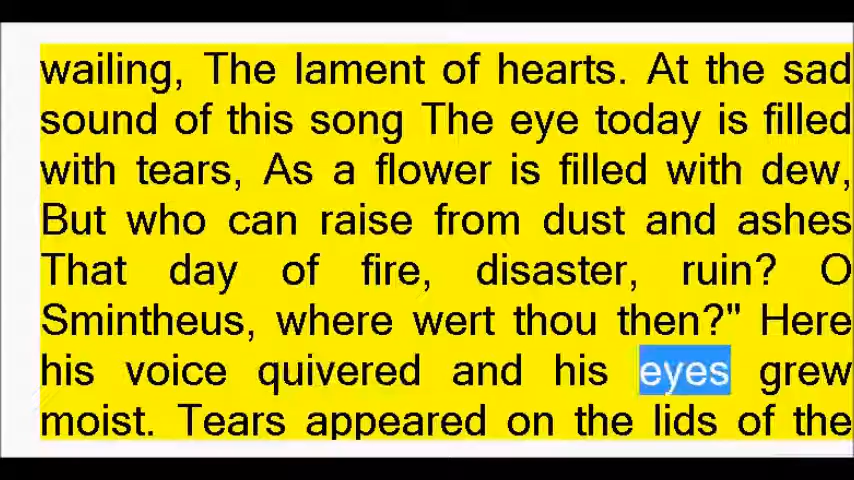 wailing, The lament of hearts. At the sad
sound of this song The eye today is filled
with tears, As a flower is filled with dew,
But who can raise from dust and ashes
That day of fire, disaster, ruin? O
Smintheus, where wert thou then?" Here
his voice quivered and his eyes grew
moist. Tears appeared on the lids of the